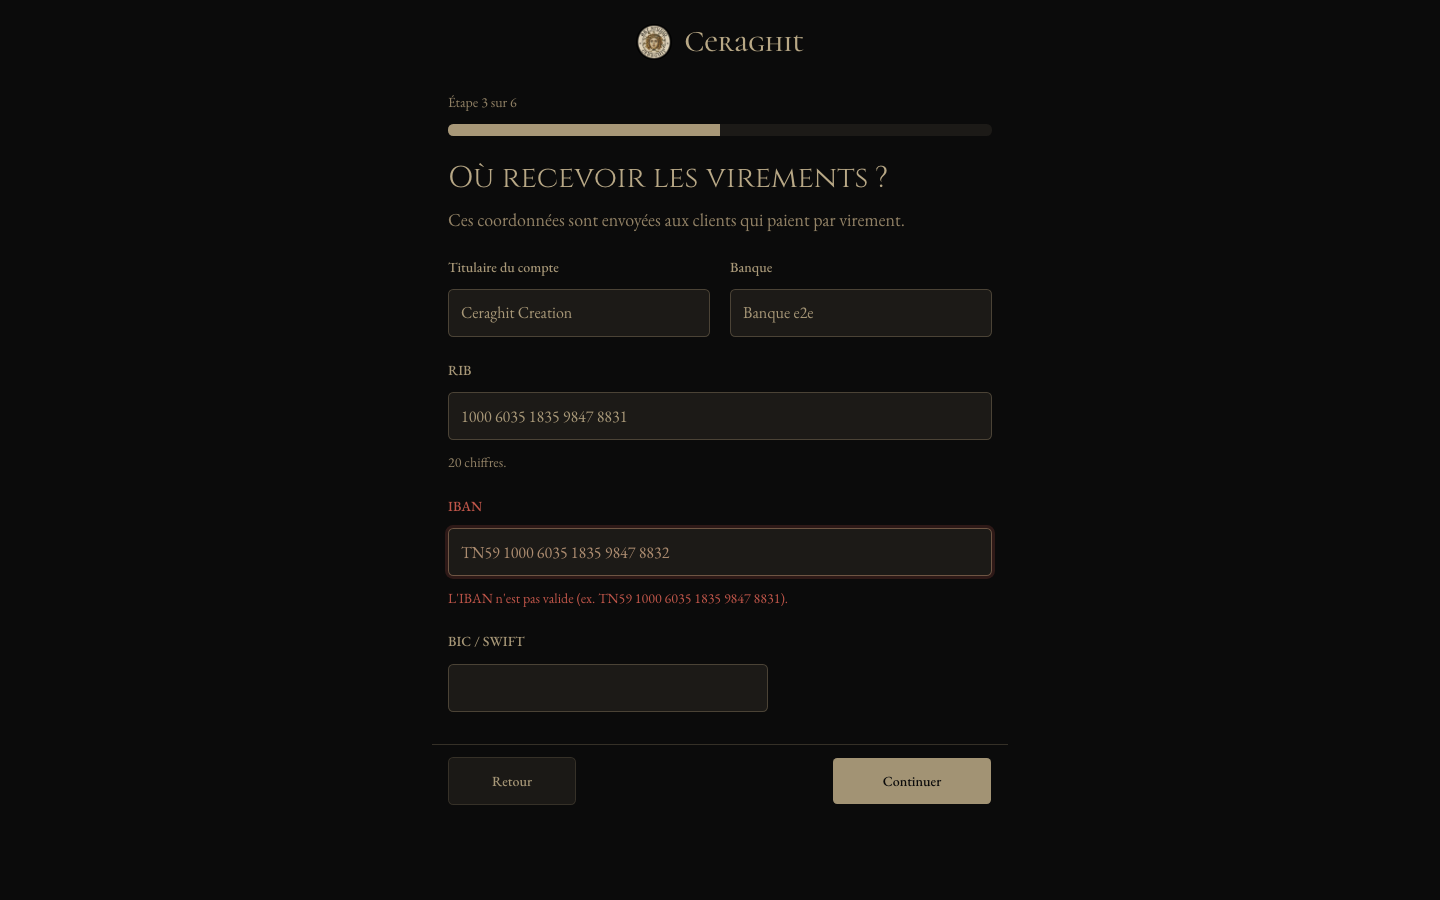 Ceraghit
Étape 3 sur 6
Où recevoir les virements ?
Ces coordonnées sont envoyées aux clients qui paient par virement.
Titulaire du compte
Banque
Ceraghit Creation
Banque e2e
RIB
1000 6035 1835 9847 8831
20 chiffres.
IBAN
TN59 1000 6035 1835 9847 8832
L'IBAN n'est pas valide (ex. TN59 1000 6035 1835 9847 8831).
BIC / SWIFT
Retour
Continuer